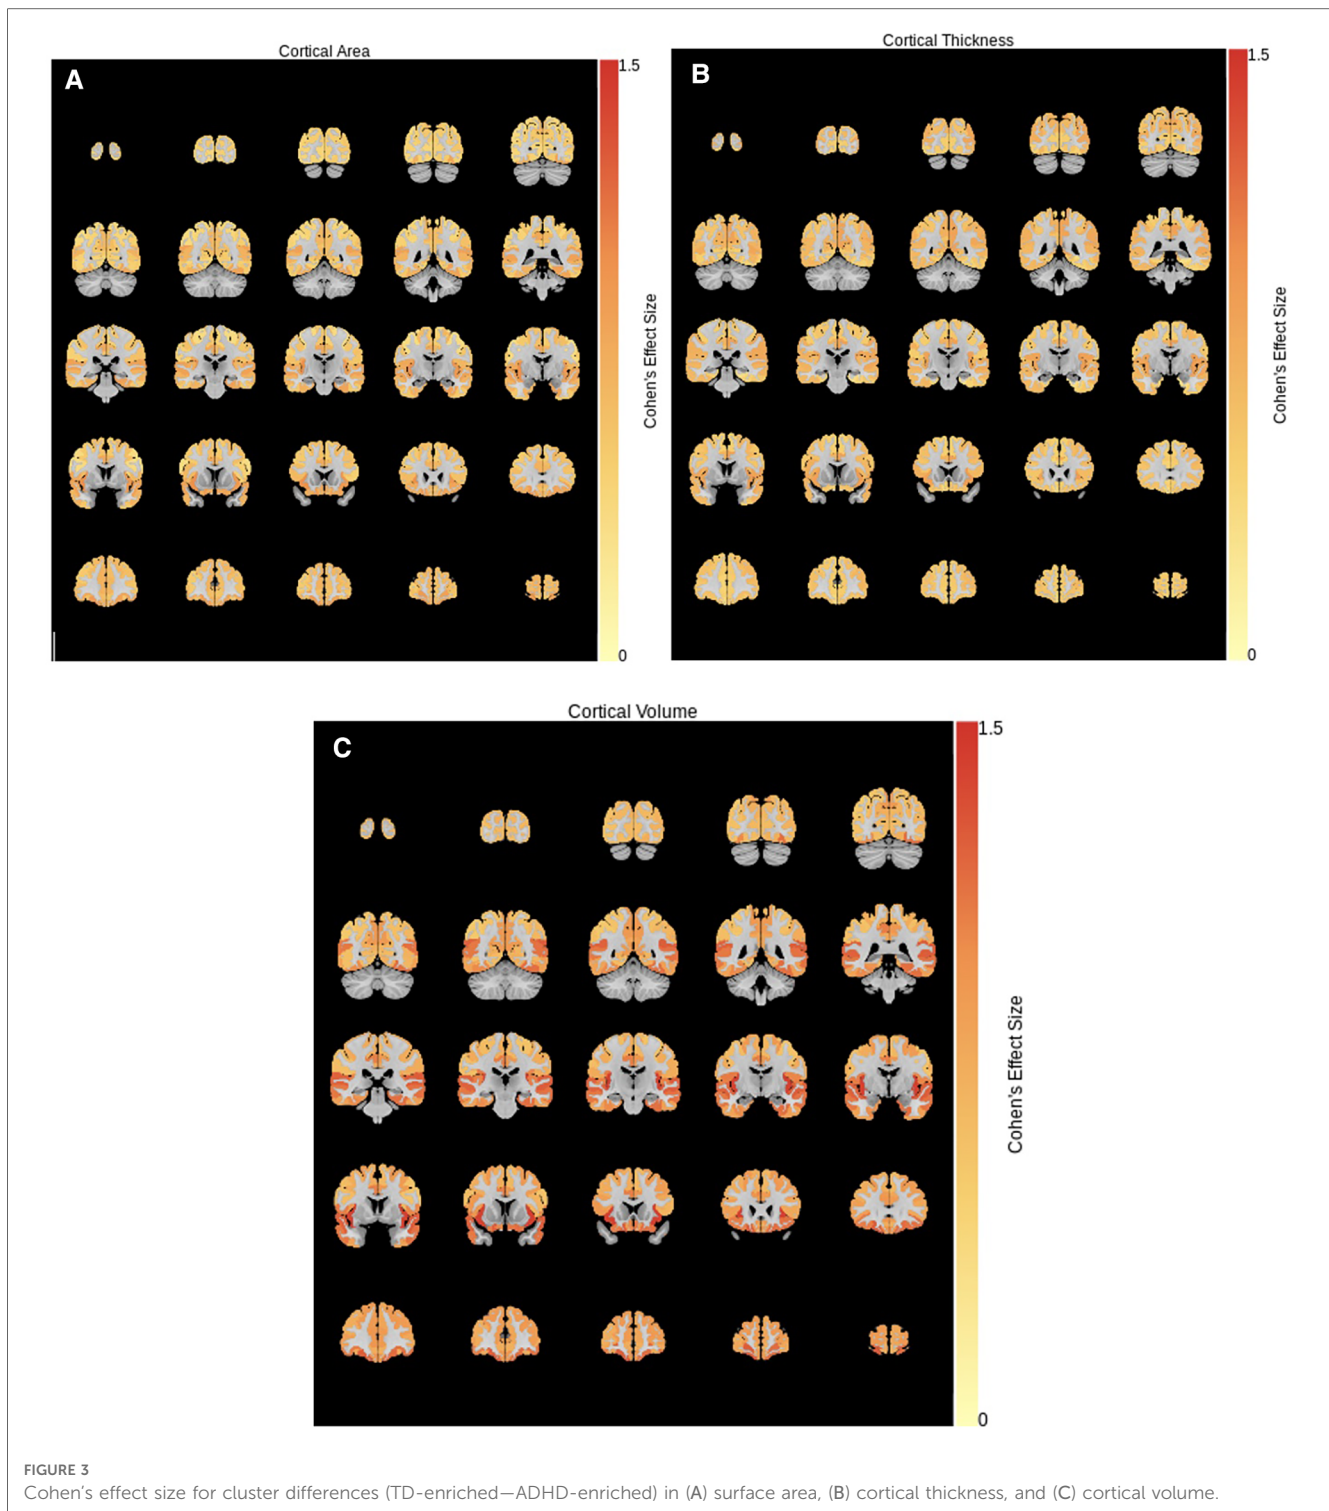 Cortical Area
A
1.5
Cohen's Effect Size
0
Cortical Thickness
B
1.5
Cohen's Effect Size
0
Cortical Volume
C
1.5
Cohen's Effect Size
0
FIGURE 3
Cohen's effect size for cluster differences (TD-enriched—ADHD-enriched) in (A) surface area, (B) cortical thickness, and (C) cortical volume.